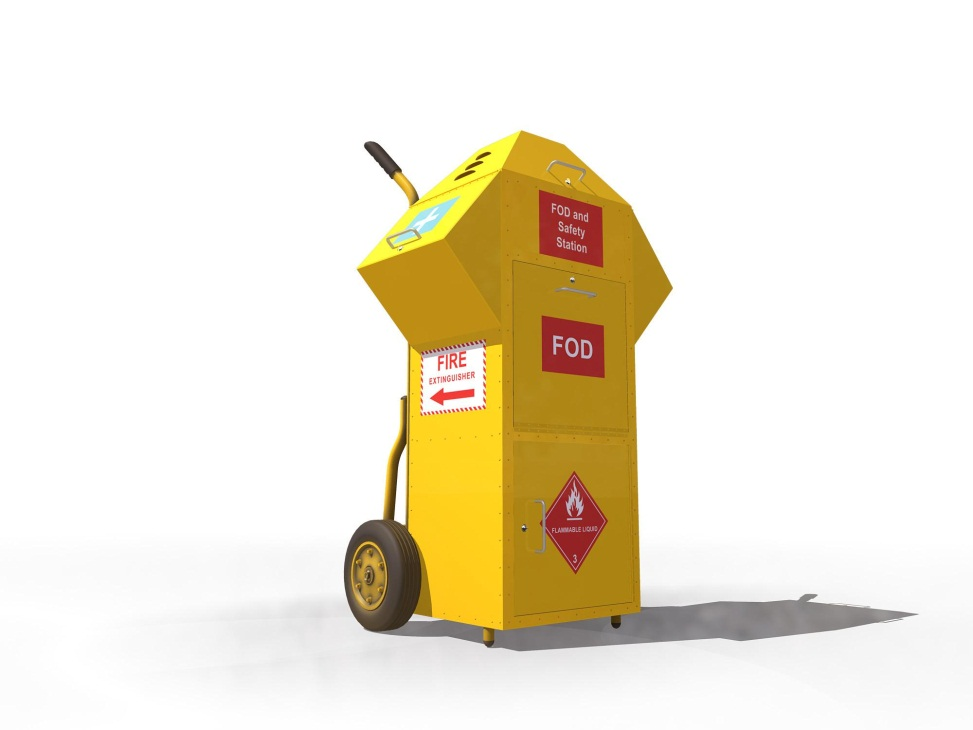 FOD and
Safety
Station
FOD
FIRE
EXTINGUISHER
FLAMMABLE LIQUID
3